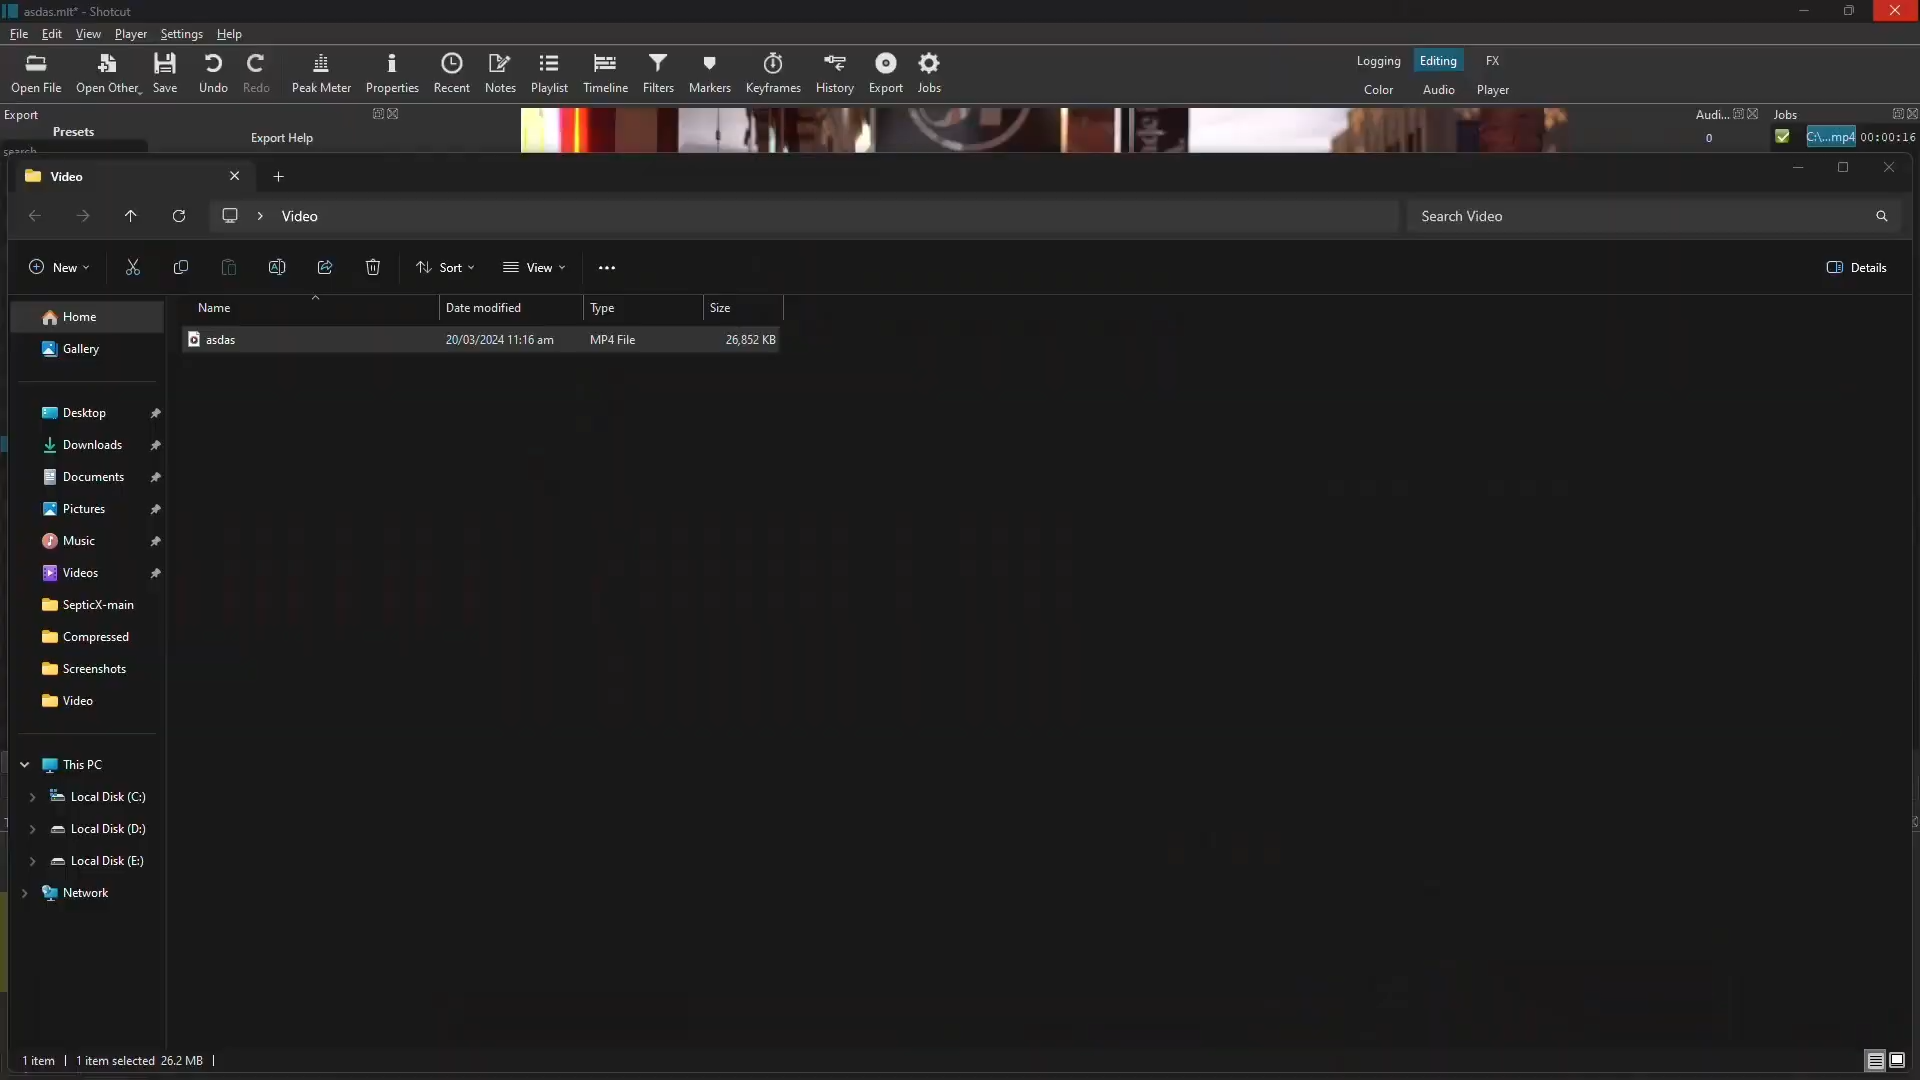 asdas.mlt* - Shotcut
File Edit View Player Settings Help
Open File Open Other Save Undo Redo Peak Meter Properties Recent Notes Playlist Timeline Filters Markers Keyframes History Export Jobs
Logging Editing FX
Color Audio Player
Export
Presets
search
Export Help
Audi...
0
Jobs
C:\...mp4 00:00:16
Video
Video
Search Video
New
Sort
View
Details
Name Date modified Type Size
asdas 20/03/2024 11:16 am MP4 File 26,852 KB
Home
Gallery
Desktop
Downloads
Documents
Pictures
Music
Videos
SepticX-main
Compressed
Screenshots
Video
This PC
Local Disk (C:)
Local Disk (D:)
Local Disk (E:)
Network
1 item 1 item selected 26.2 MB